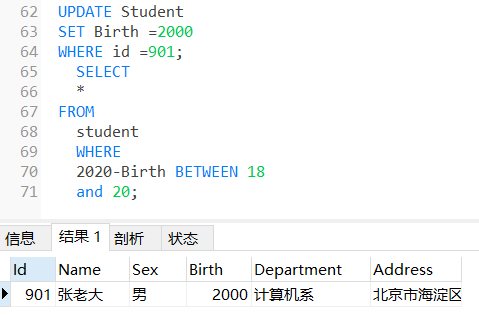 62 UPDATE Student
63 SET Birth =2000
64 WHERE id =901;
65 SELECT
66 *
67 FROM
68 student
69 WHERE
70 2020-Birth BETWEEN 18
71 and 20;
信息 结果 1 剖析 状态
Id Name Sex Birth Department Address
901 张老大 男 2000 计算机系 北京市海淀区